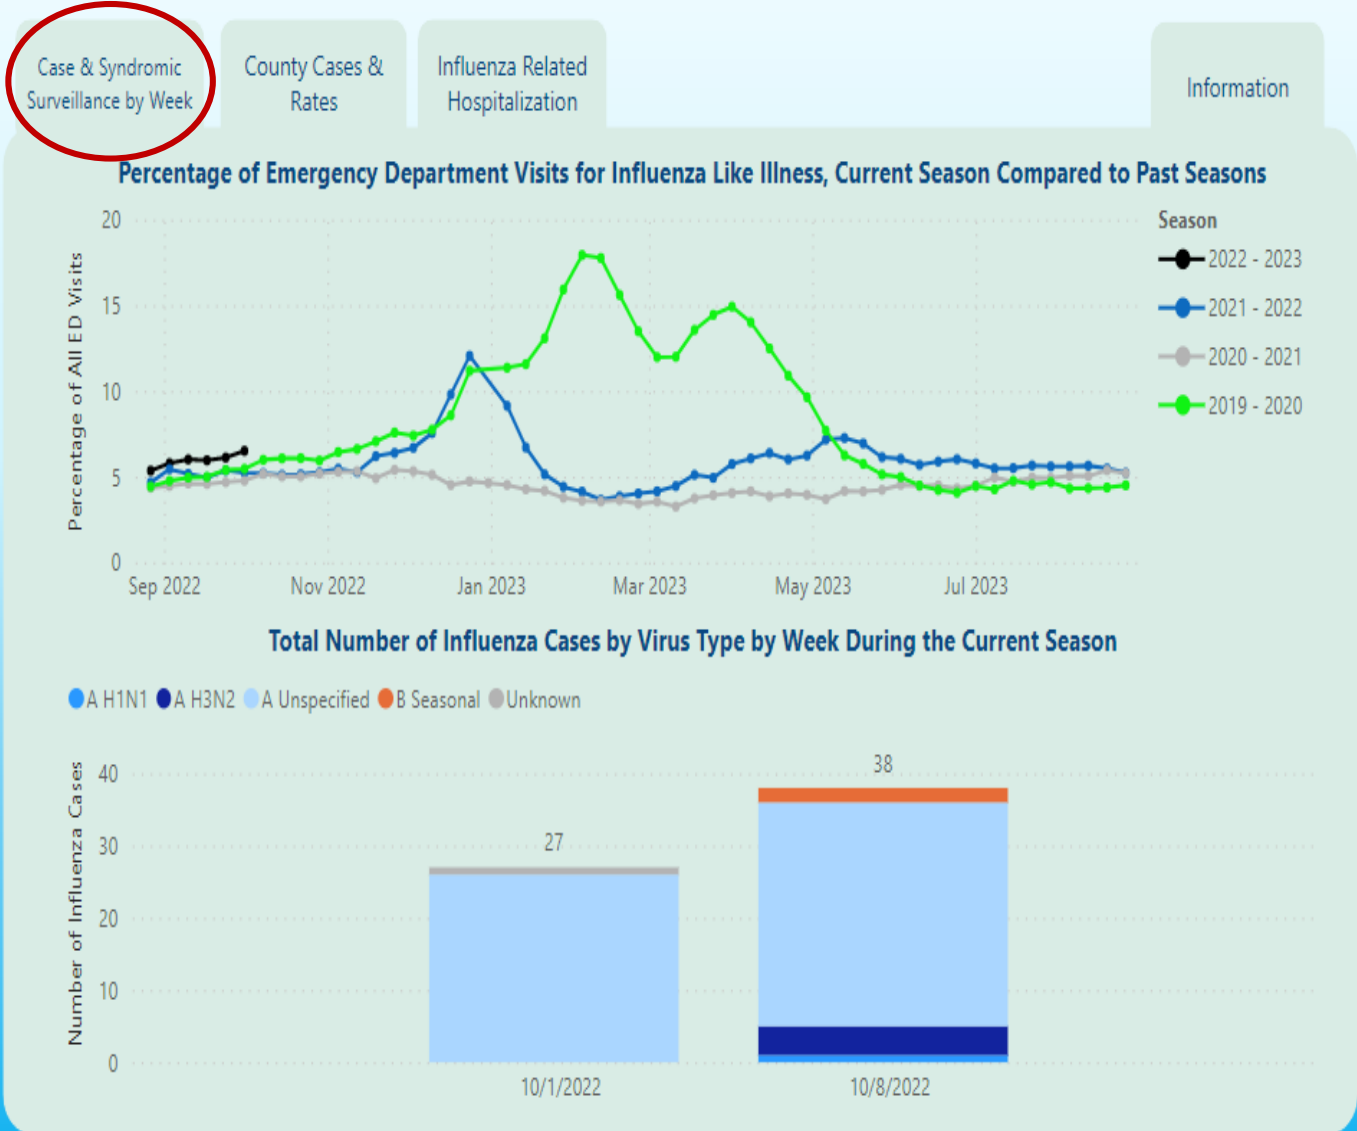 Case & Syndromic
Surveillance by Week
County Cases &
Rates
Influenza Related
Hospitalization
Information
Percentage of Emergency Department Visits for Influenza Like Illness, Current Season Compared to Past Seasons
Percentage of All ED Visits
20
15
10
5
0
Sep 2022
Nov 2022
Jan 2023
Mar 2023
May 2023
Jul 2023
Season
2022 - 2023
2021 - 2022
2020 - 2021
2019 - 2020
Total Number of Influenza Cases by Virus Type by Week During the Current Season
A H1N1 A H3N2 A Unspecified B Seasonal Unknown
Number of Influenza Cases
40
30
20
10
0
27
38
10/1/2022
10/8/2022